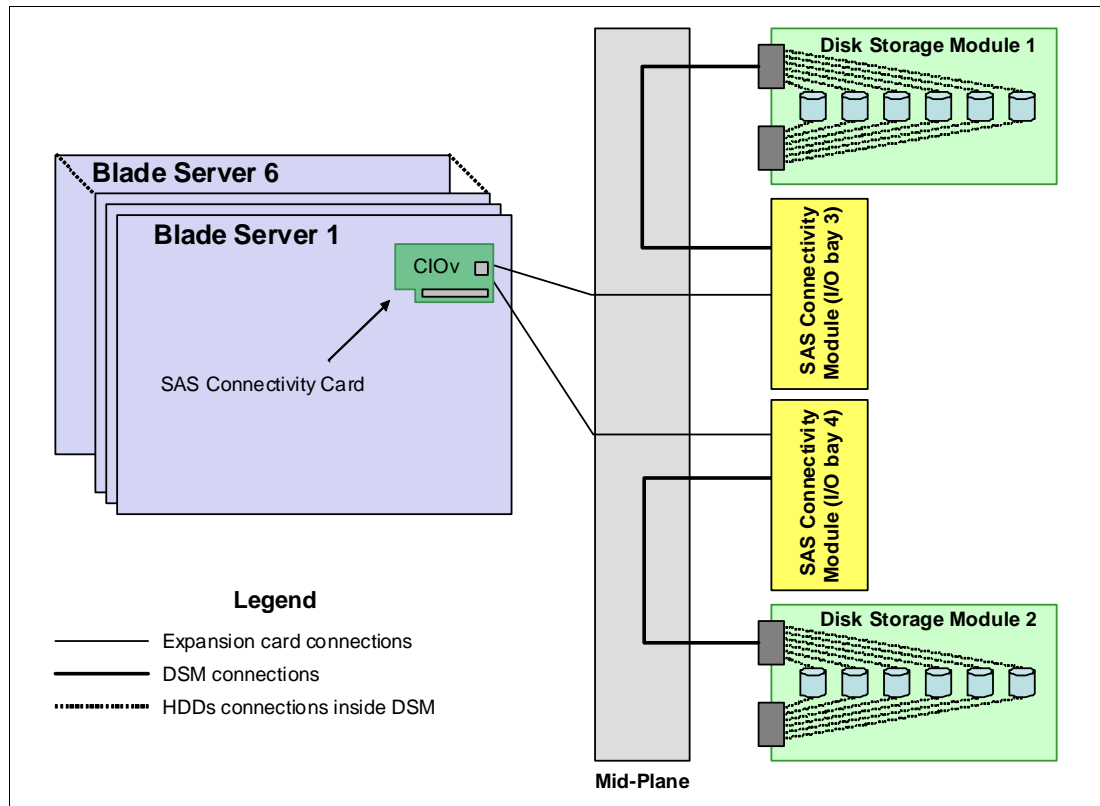 Disk Storage Module 1
Blade Server 6
Blade Server 1
CIOv
SAS Connectivity Card
SAS Connectivity
Module (I/O bay 3)
SAS Connectivity
Module (I/O bay 4)
Legend
Expansion card connections
DSM connections
HDDs connections inside DSM
Disk Storage Module 2
Mid-Plane